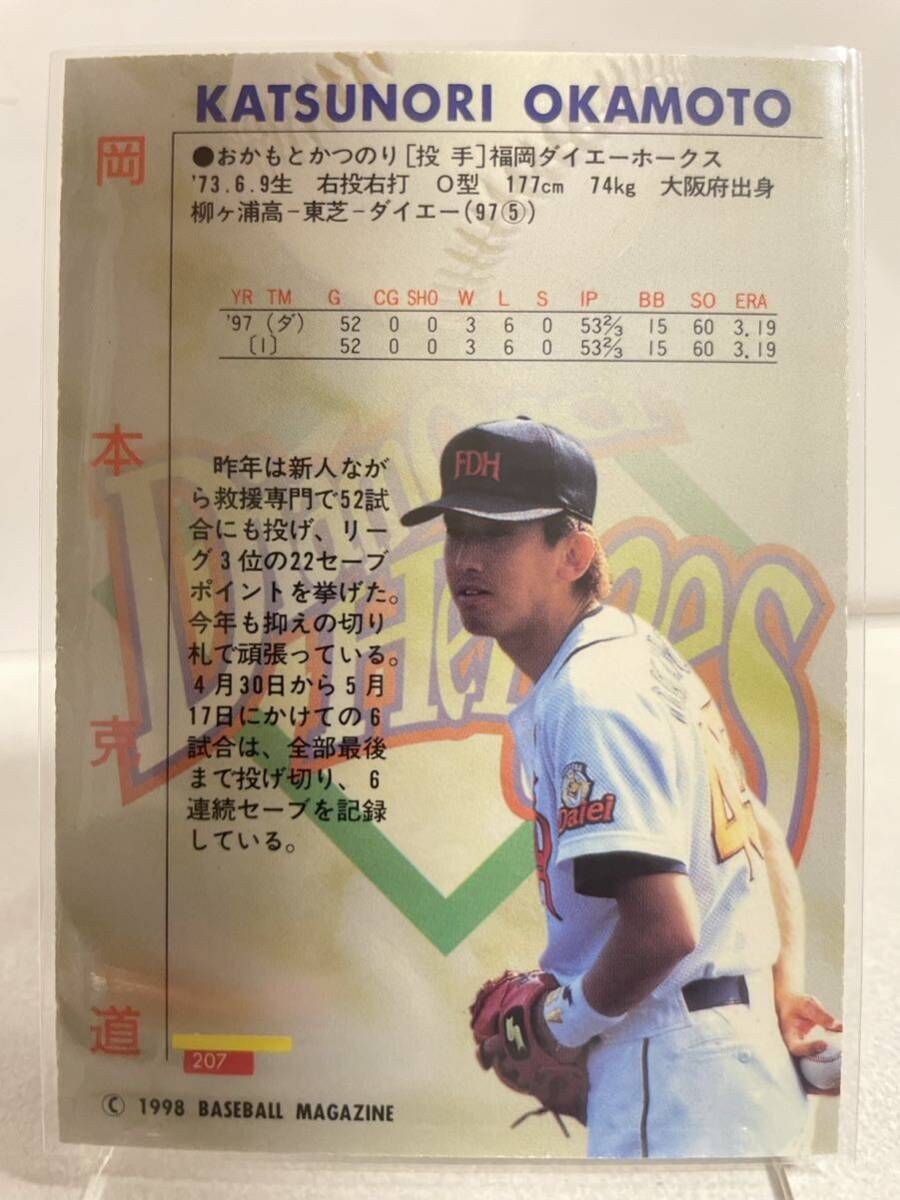 KATSUNORI OKAMOTO
岡本克道
●おかもとかつのり[投 手]福岡ダイエーホークス
'73.6.9生 右投右打 O型 177cm 74kg 大阪府出身
柳ヶ浦高-東芝-ダイエー(97⑤)
YR TM G CG SHO W L S IP BB SO ERA
'97 (ダ) 52 0 0 3 6 0 53⅔ 15 60 3.19
〔1〕 52 0 0 3 6 0 53⅔ 15 60 3.19
昨年は新人なが
ら救援専門で52試
合にも投げ、リー
グ3位の22セーブ
ポイントを挙げた。
今年も抑えの切り
札で頑張っている。
4月30日から5月
17日にかけての6
試合は、全部最後
まで投げ切り、6
連続セーブを記録
している。
FDH
Daiei
207
© 1998 BASEBALL MAGAZINE